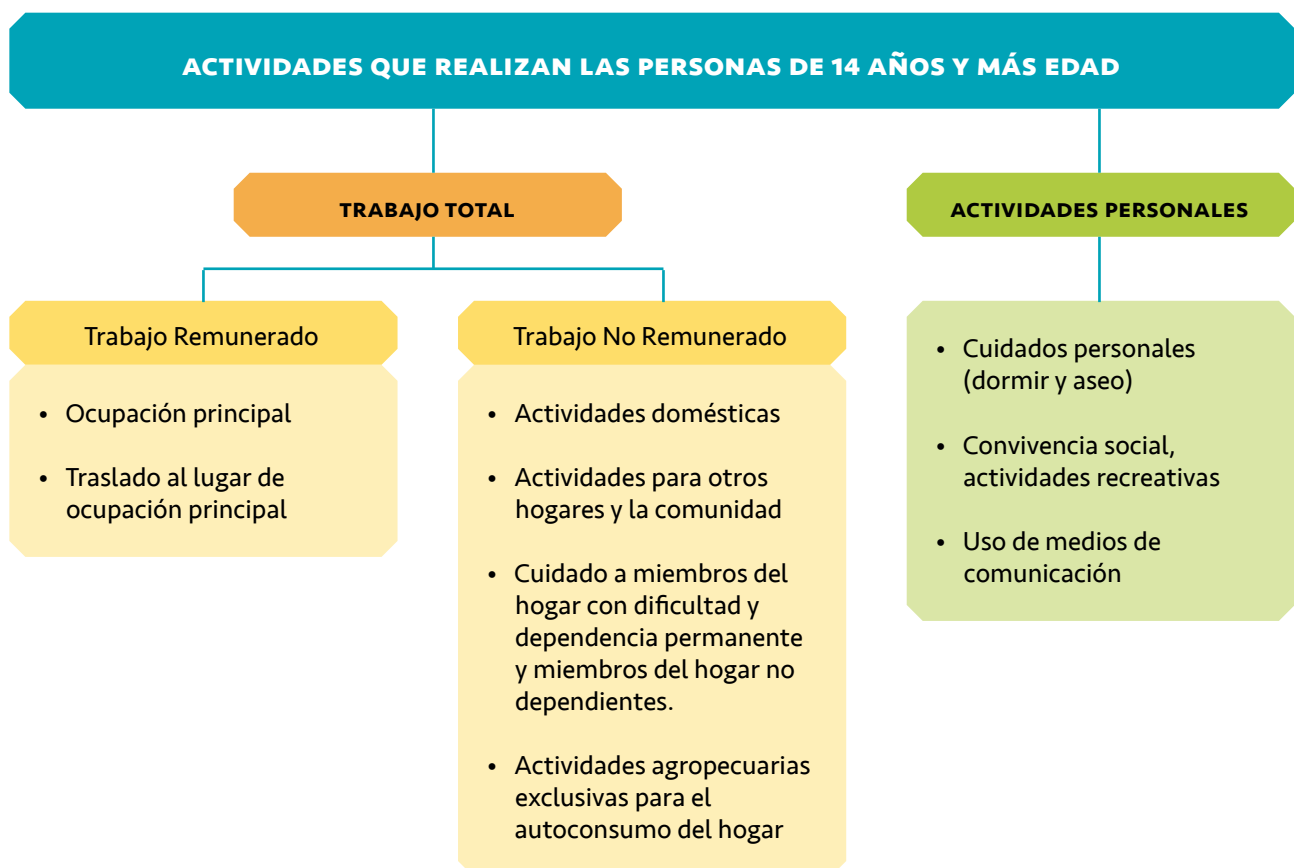 ACTIVIDADES QUE REALIZAN LAS PERSONAS DE 14 AÑOS Y MÁS EDAD
TRABAJO TOTAL
Trabajo Remunerado
• Ocupación principal
• Traslado al lugar de
ocupación principal
Trabajo No Remunerado
• Actividades domésticas
• Actividades para otros
hogares y la comunidad
• Cuidado a miembros del
hogar con dificultad y
dependencia permanente
y miembros del hogar no
dependientes.
• Actividades agropecuarias
exclusivas para el
autoconsumo del hogar
ACTIVIDADES PERSONALES
• Cuidados personales
(dormir y aseo)
• Convivencia social,
actividades recreativas
• Uso de medios de
comunicación